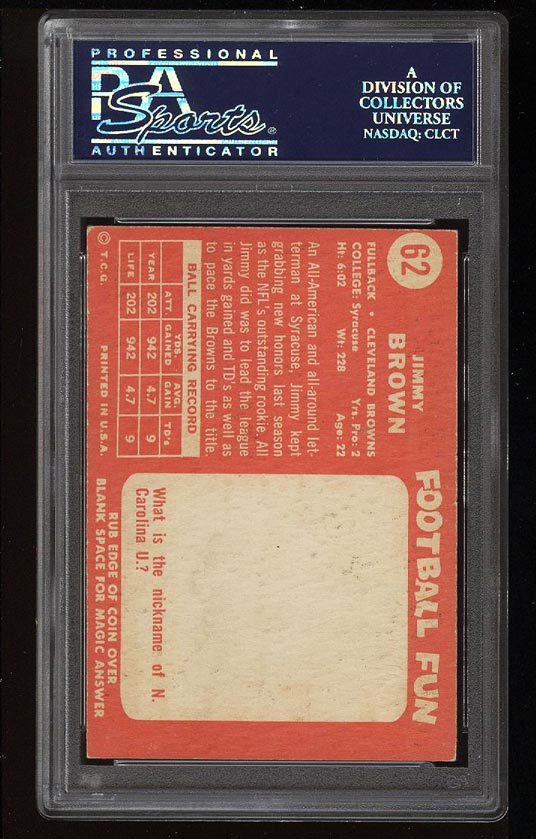 PROFESSIONAL
PSA
Sports®
AUTHENTICATOR
A
DIVISION OF
COLLECTORS
UNIVERSE
NASDAQ: CLCT
62
JIMMY
BROWN
FULLBACK • CLEVELAND BROWNS
COLLEGE: Syracuse Yrs. Pro: 2
Ht: 6:02 Wt: 228 Age: 22
An All-American and all-around let-
terman at Syracuse, Jimmy kept
grabbing new honors last season
as the NFL's outstanding rookie. All
Jimmy did was to lead the league
in yards gained and TD's as well as
to pace the Browns to the title.
BALL CARRYING RECORD
YEAR ATT. YDS. GAINED AVG. GAIN TD's
YEAR 202 942 4.7 9
LIFE 202 942 4.7 9
© T.C.G. PRINTED IN U.S.A.
FOOTBALL FUN
What is the nickname of N.
Carolina U.?
RUB EDGE OF COIN OVER
BLANK SPACE FOR MAGIC ANSWER